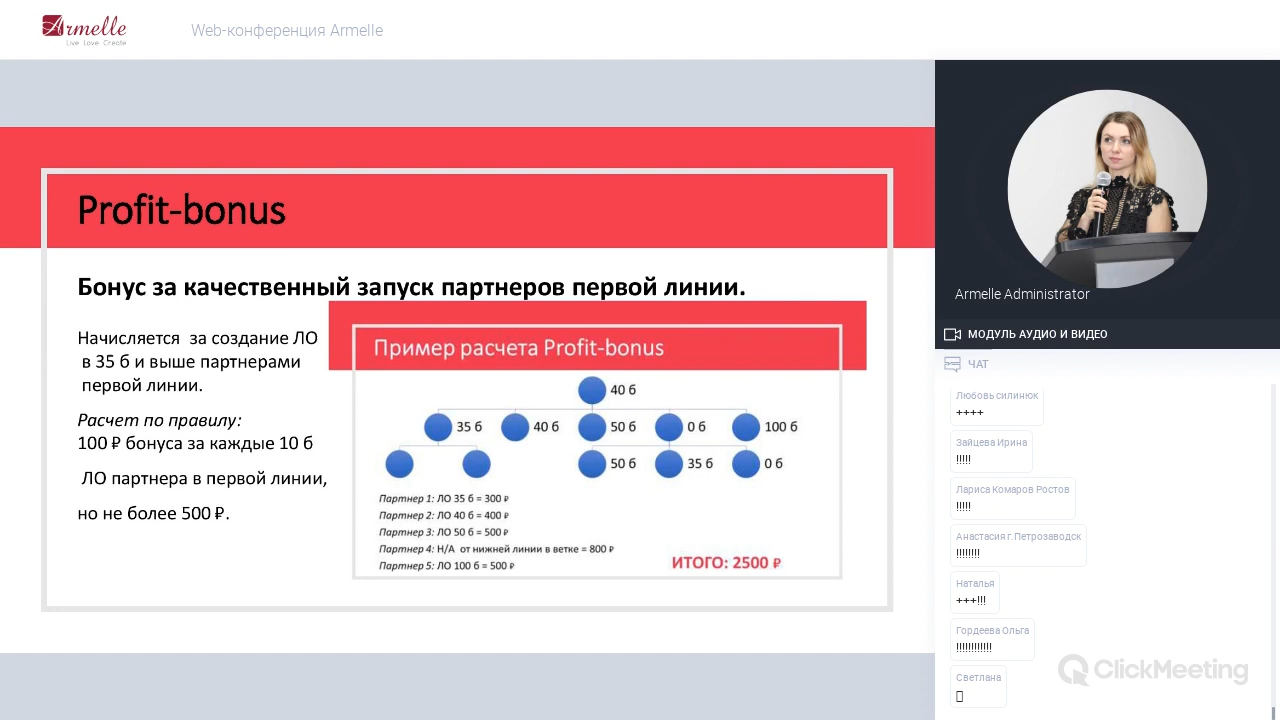 Armelle
Live Love Create
Web-конференция Armelle
Profit-bonus
Бонус за качественный запуск партнеров первой линии.
Начисляется за создание ЛО
в 35 б и выше партнерами
первой линии.
Расчет по правилу:
100 ₽ бонуса за каждые 10 б
ЛО партнера в первой линии,
но не более 500 ₽.
Пример расчета Profit-bonus
40 б
35 б 40 б 50 б 0 б 100 б
50 б 35 б 0 б
Партнер 1: ЛО 35 б = 300 ₽
Партнер 2: ЛО 40 б = 400 ₽
Партнер 3: ЛО 50 б = 500 ₽
Партнер 4: Н/А от нижней линии в ветке = 800 ₽
Партнер 5: ЛО 100 б = 500 ₽
ИТОГО: 2500 ₽
Armelle Administrator
МОДУЛЬ АУДИО И ВИДЕО
ЧАТ
Любовь силинюк
++++
Зайцева Ирина
!!!!!
Лариса Комаров Ростов
!!!!!
Анастасия г.Петрозаводск
!!!!!!!!
Наталья
+++!!!
Гордеева Ольга
!!!!!!!!!!!!
Светлана
ClickMeeting